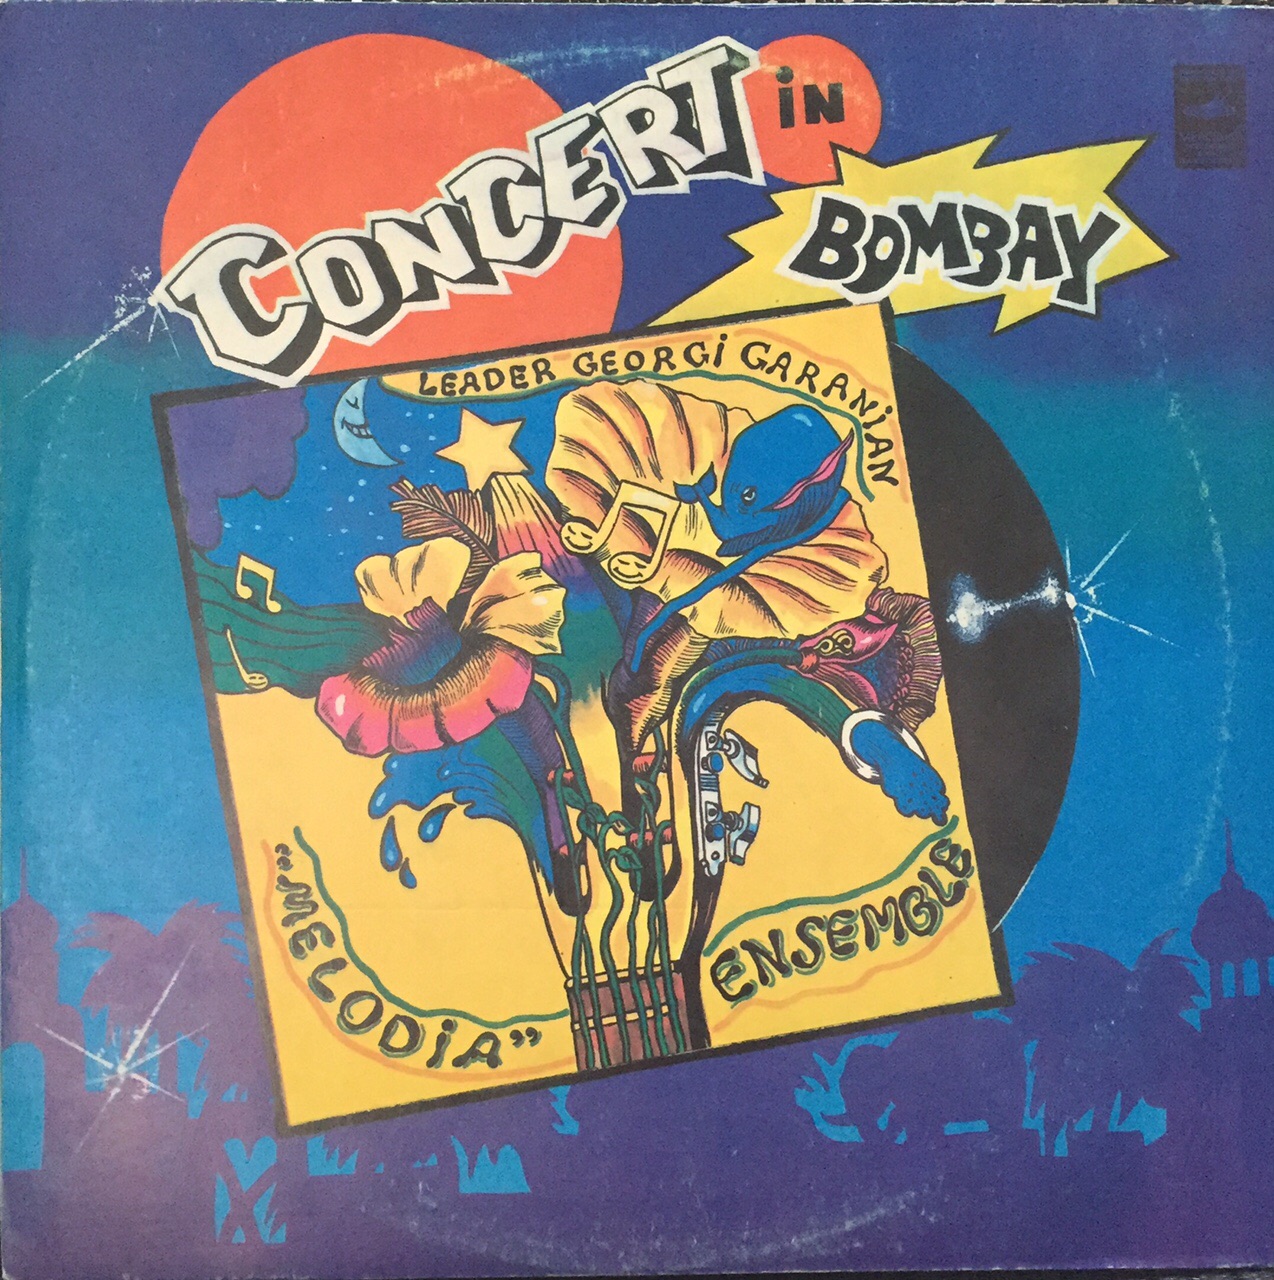 CONCERT iN
BOMBAY
LEADER GEORGi GARANiAN
"MELODiA"
ENSEMBLE